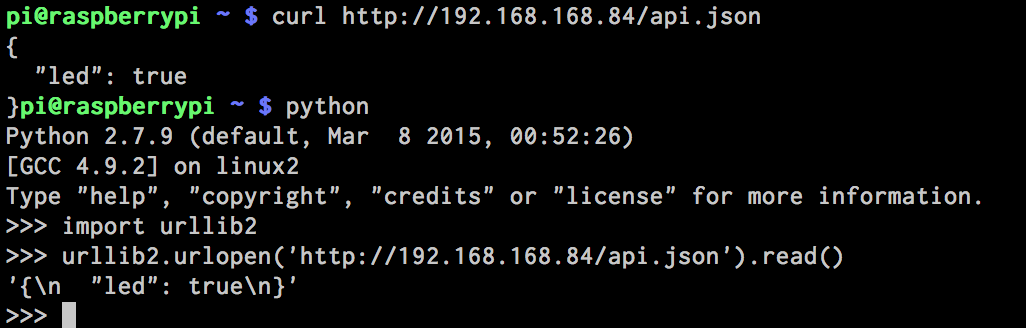 pi@raspberrypi ~ $ curl http://192.168.168.84/api.json
{
  "led": true
}pi@raspberrypi ~ $ python
Python 2.7.9 (default, Mar  8 2015, 00:52:26)
[GCC 4.9.2] on linux2
Type "help", "copyright", "credits" or "license" for more information.
>>> import urllib2
>>> urllib2.urlopen('http://192.168.168.84/api.json').read()
'{\n  "led": true\n}'
>>>